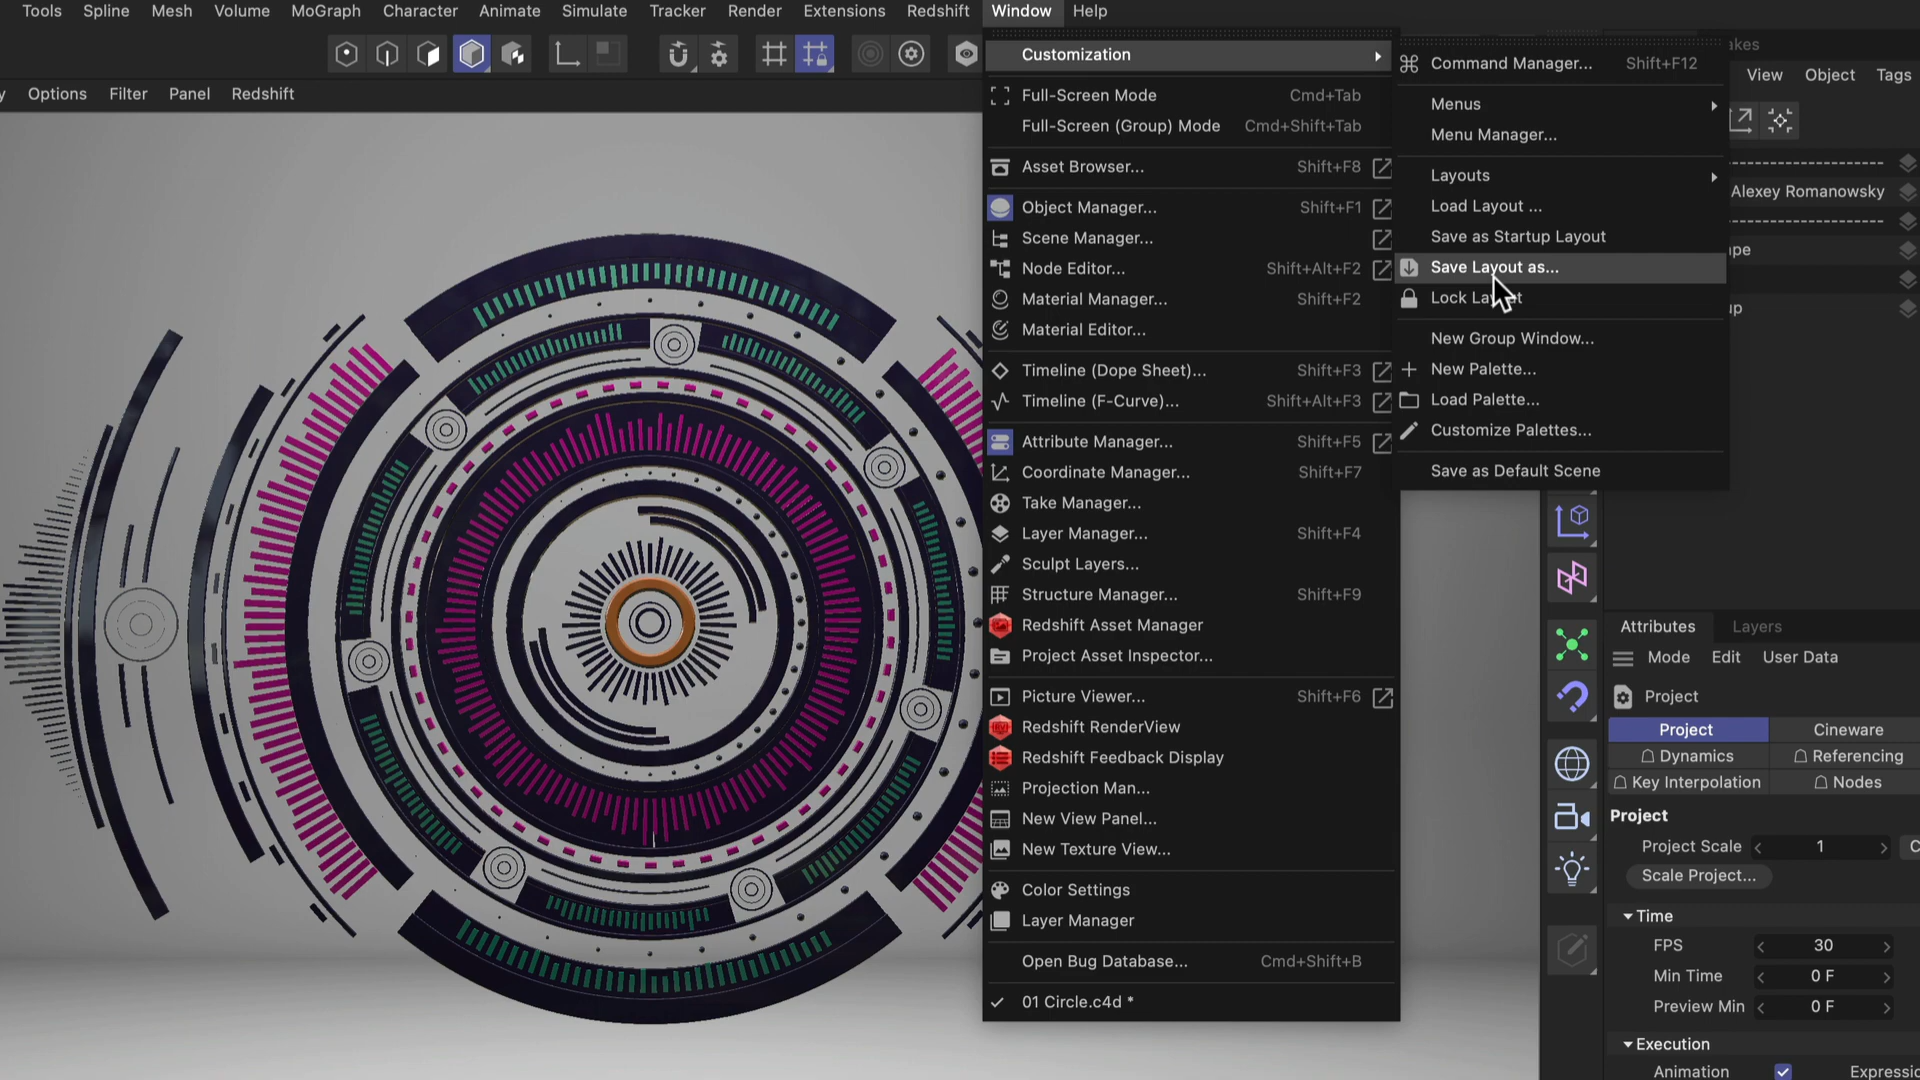 Tools Spline Mesh Volume MoGraph Character Animate Simulate Tracker Render Extensions Redshift Window Help
Options Filter Panel Redshift
Customization
Full-Screen Mode Cmd+Tab
Full-Screen (Group) Mode Cmd+Shift+Tab
Asset Browser... Shift+F8
Object Manager... Shift+F1
Scene Manager...
Node Editor... Shift+Alt+F2
Material Manager... Shift+F2
Material Editor...
Timeline (Dope Sheet)... Shift+F3
Timeline (F-Curve)... Shift+Alt+F3
Attribute Manager... Shift+F5
Coordinate Manager... Shift+F7
Take Manager...
Layer Manager... Shift+F4
Sculpt Layers...
Structure Manager... Shift+F9
Redshift Asset Manager
Project Asset Inspector...
Picture Viewer... Shift+F6
Redshift RenderView
Redshift Feedback Display
Projection Man...
New View Panel...
New Texture View...
Color Settings
Layer Manager
Open Bug Database... Cmd+Shift+B
01 Circle.c4d *
Command Manager... Shift+F12
Menus
Menu Manager...
Layouts
Load Layout ...
Save as Startup Layout
Save Layout as...
Lock
New Group Window...
New Palette...
Load Palette...
Customize Palettes...
Save as Default Scene
View Object Tags
Alexey Romanowsky
Attributes Layers
Mode Edit User Data
Project
Project Cineware
Dynamics Referencing
Key Interpolation Nodes
Project
Project Scale 1
Scale Project...
Time
FPS 30
Min Time 0 F
Preview Min 0 F
Execution
Animation